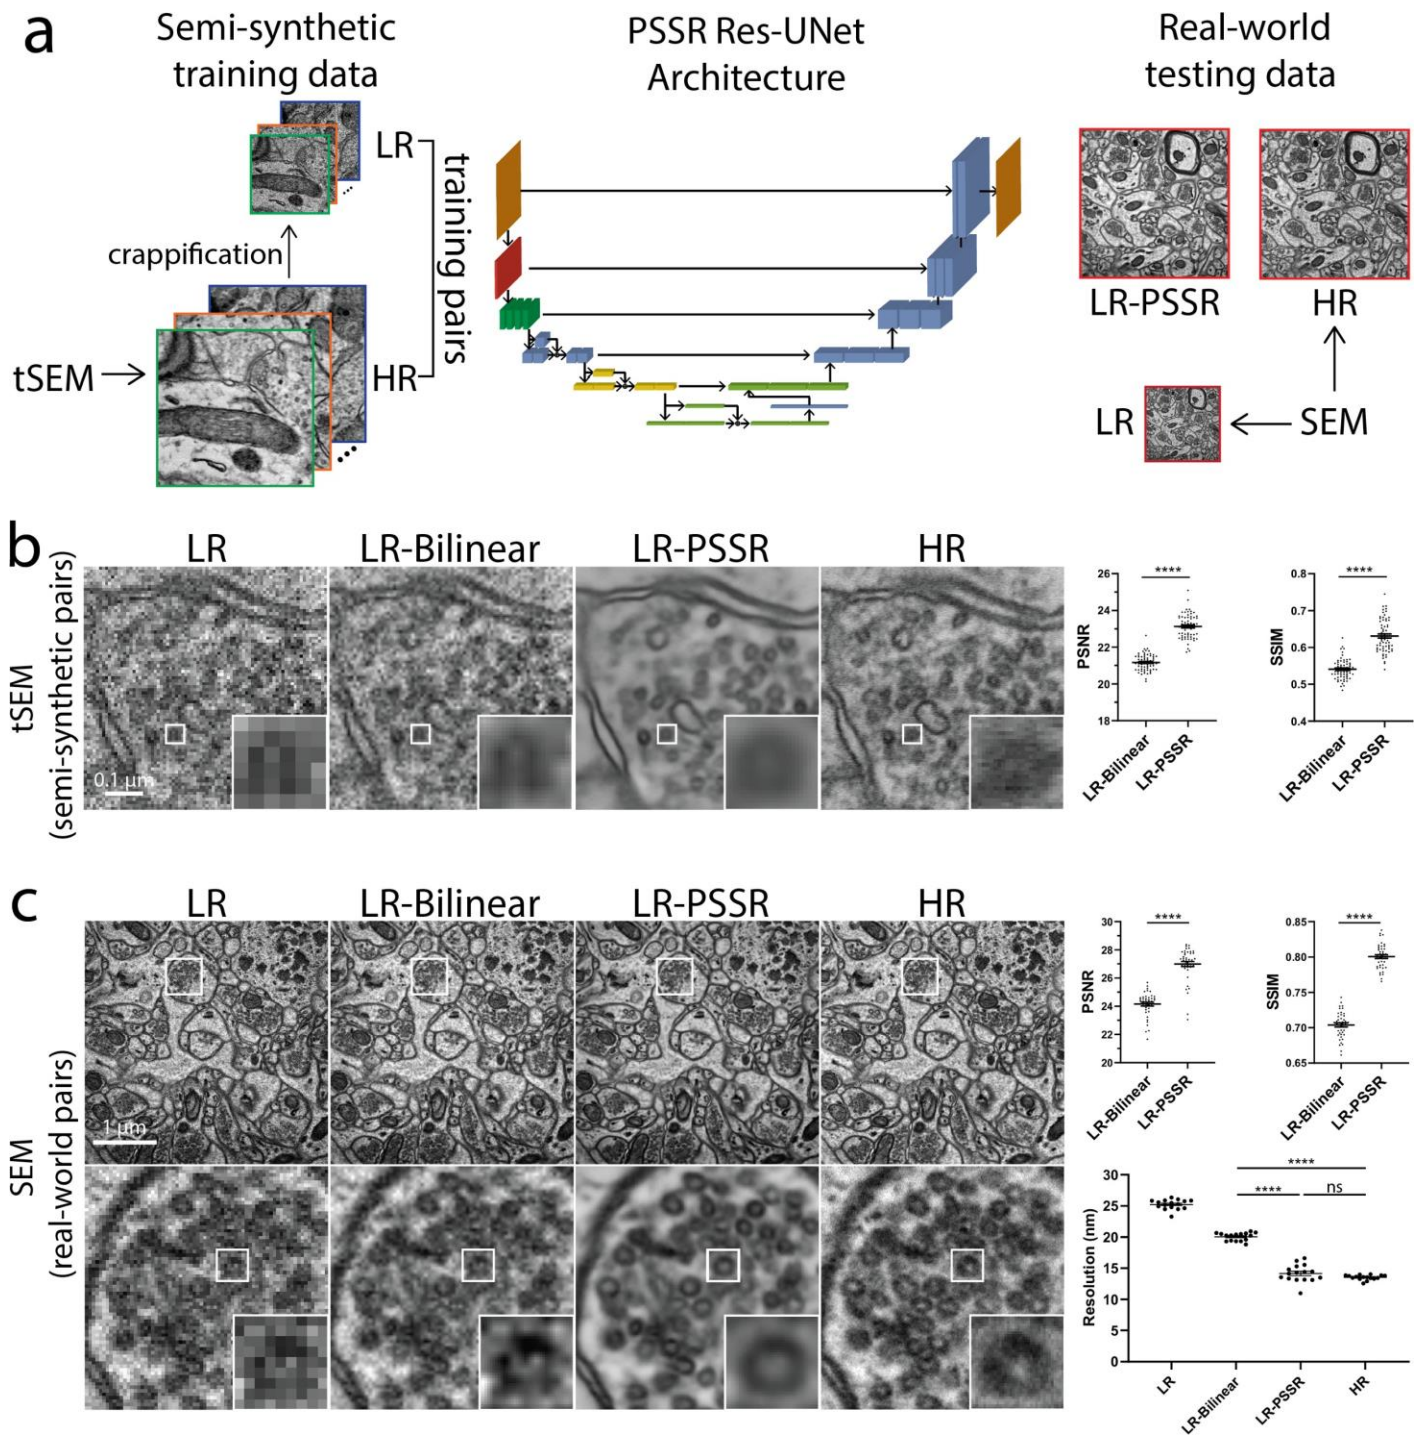 a
Semi-synthetic
training data
PSSR Res-UNet
Architecture
Real-world
testing data
LR
training pairs
crappification
tSEM
HR
LR-PSSR
HR
LR
SEM
b
tSEM
(semi-synthetic pairs)
LR
LR-Bilinear
LR-PSSR
HR
0.1 µm
PSNR
26
24
22
20
18
****
LR-Bilinear
LR-PSSR
SSIM
0.8
0.7
0.6
0.5
0.4
****
LR-Bilinear
LR-PSSR
c
SEM
(real-world pairs)
LR
LR-Bilinear
LR-PSSR
HR
1 µm
PSNR
30
28
26
24
22
20
****
LR-Bilinear
LR-PSSR
SSIM
0.85
0.80
0.75
0.70
0.65
****
LR-Bilinear
LR-PSSR
Resolution (nm)
30
25
20
15
10
5
0
****
****
ns
LR
LR-Bilinear
LR-PSSR
HR